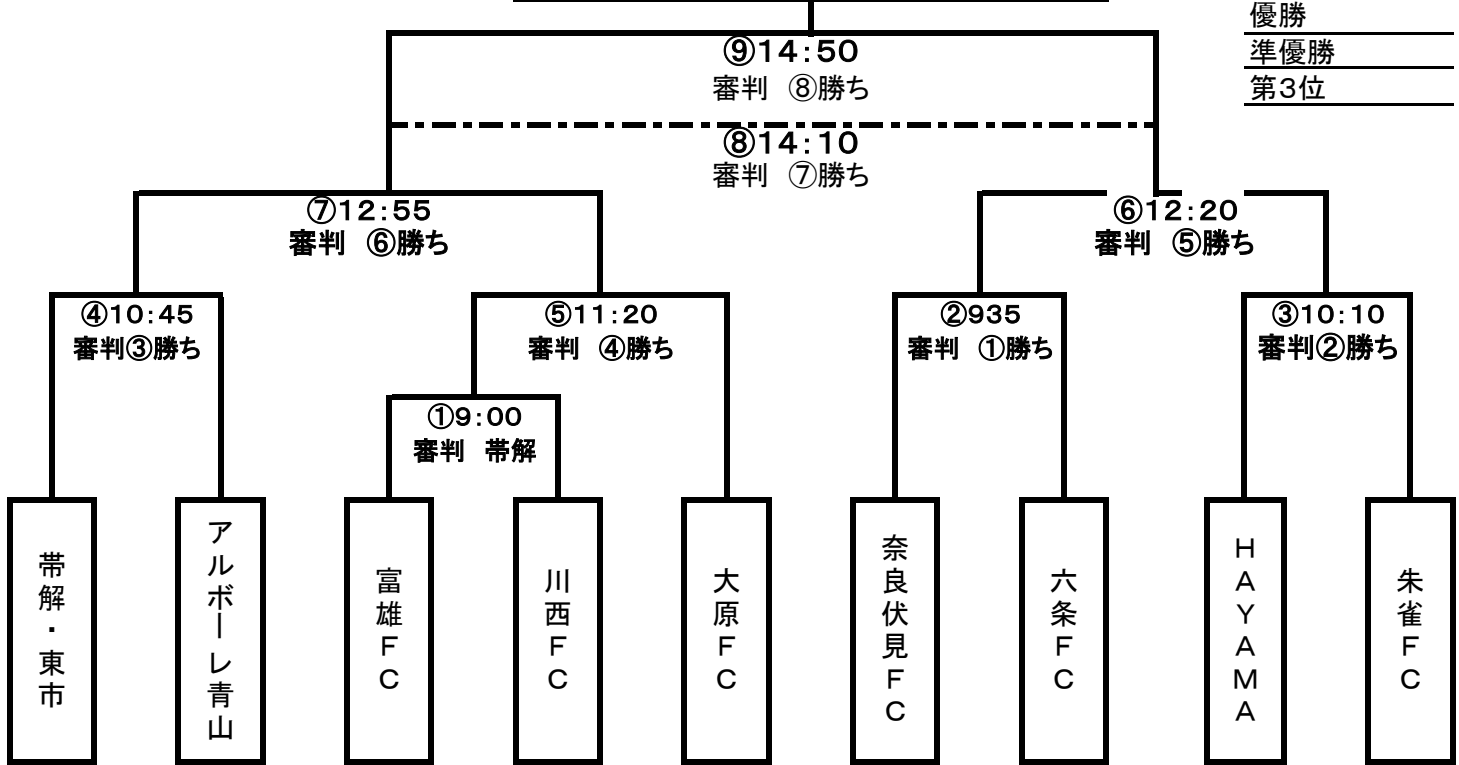 優勝
準優勝
第3位
⑨14:50
審判　⑧勝ち
⑧14:10
審判　⑦勝ち
⑦12:55
審判　⑥勝ち
⑥12:20
審判　⑤勝ち
④10:45
審判③勝ち
⑤11:20
審判　④勝ち
②935
審判　①勝ち
③10:10
審判②勝ち
①9:00
審判　帯解
帯解・東市
アルボーレ青山
富雄FC
川西FC
大原FC
奈良伏見FC
六条FC
HAYAMA
朱雀FC